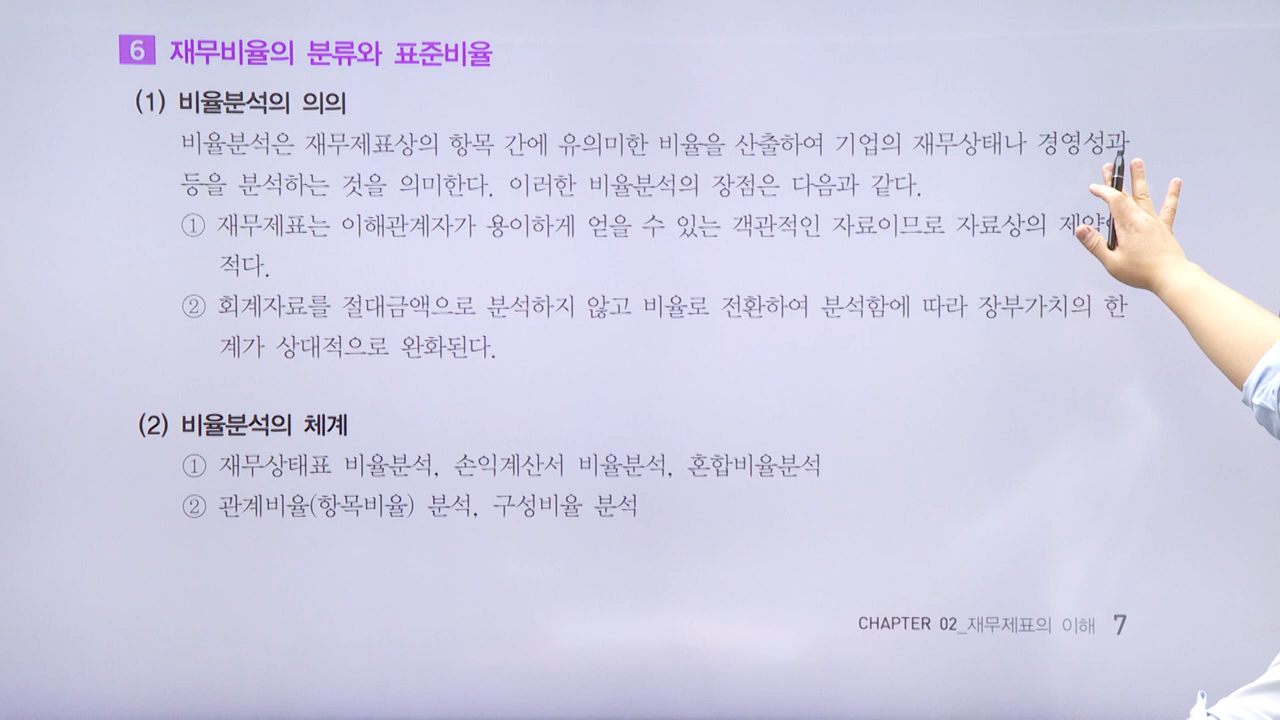 6 재무비율의 분류와 표준비율
(1) 비율분석의 의의
비율분석은 재무제표상의 항목 간에 유의미한 비율을 산출하여 기업의 재무상태나 경영성과
등을 분석하는 것을 의미한다. 이러한 비율분석의 장점은 다음과 같다.
① 재무제표는 이해관계자가 용이하게 얻을 수 있는 객관적인 자료이므로 자료상의
적다.
② 회계자료를 절대금액으로 분석하지 않고 비율로 전환하여 분석함에 따라 장부가치의 한
계가 상대적으로 완화된다.
(2) 비율분석의 체계
① 재무상태표 비율분석, 손익계산서 비율분석, 혼합비율분석
② 관계비율(항목비율) 분석, 구성비율 분석
CHAPTER 02_재무제표의 이해 7